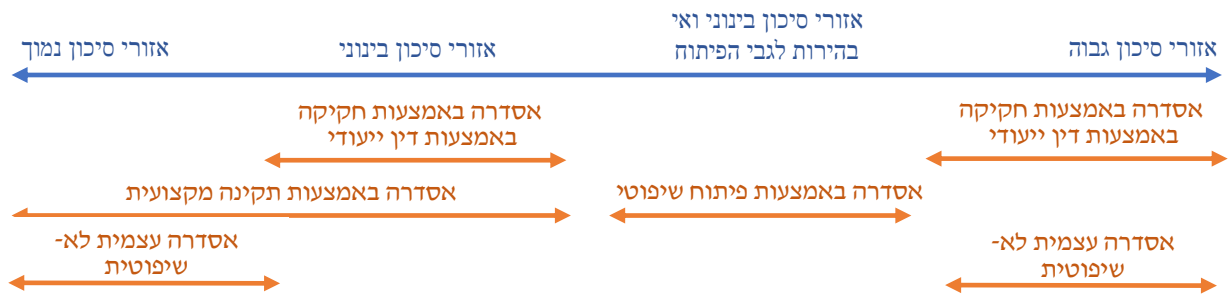 אזורי סיכון גבוה
אזורי סיכון בינוני ואי
בהירות לגבי הפיתוח
אזורי סיכון בינוני
אזורי סיכון נמוך
אסדרה באמצעות חקיקה
באמצעות דין ייעודי
אסדרה באמצעות חקיקה
באמצעות דין ייעודי
אסדרה באמצעות פיתוח שיפוטי
אסדרה באמצעות תקינה מקצועית
אסדרה עצמית לא-
שיפוטית
אסדרה עצמית לא-
שיפוטית